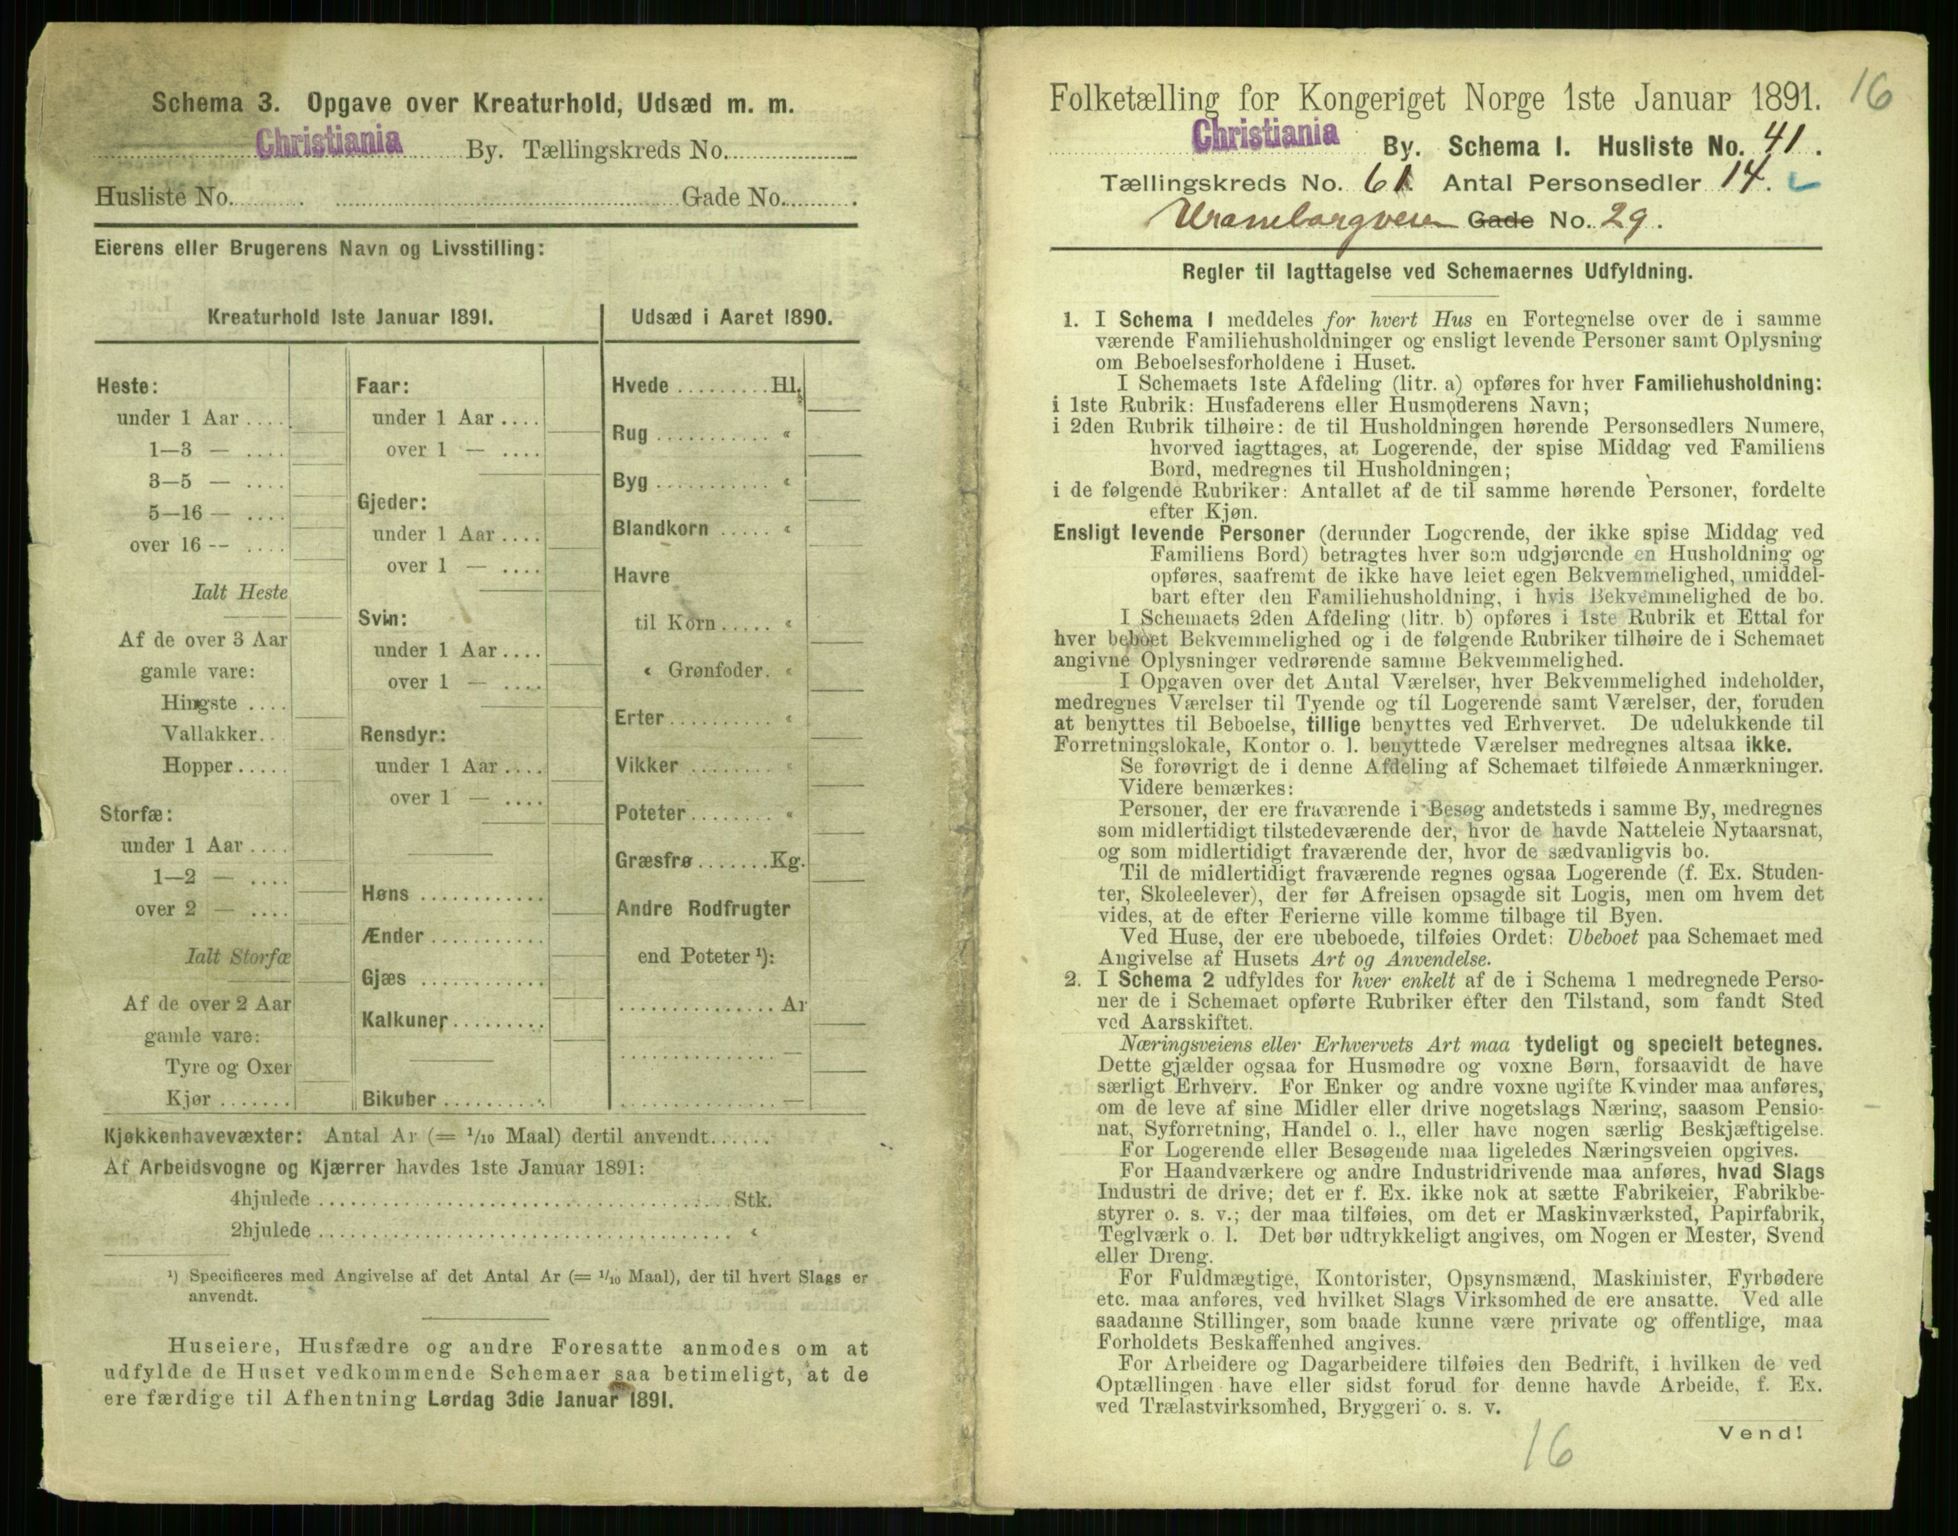 Schema 3. Opgave over Kreaturhold, Udsæd m. m.
Christiania By. Tællingskreds No.
Husliste No. Gade No.
Eierens eller Brugerens Navn og Livsstilling:
Kreaturhold 1ste Januar 1891.
Heste:
under 1 Aar ....
1—3 — ....
3—5 — ....
5—16 — ....
over 16 -- ....
Ialt Heste
Af de over 3 Aar
gamle vare:
Hingste ....
Vallakker...
Hopper.....
Storfæ:
under 1 Aar ....
1—2 — ....
over 2 — ....
Ialt Storfæ
Af de over 2 Aar
gamle vare:
Tyre og Oxer
Kjør .......
Faar:
under 1 Aar ....
over 1 — ....
Gjeder:
under 1 Aar ....
over 1 — ....
Svin:
under 1 Aar ....
over 1 — ....
Rensdyr:
under 1 Aar ....
over 1 — ....
Høns ............
Ænder...........
Gjæs ............
Kalkuner.........
Bikuber ..........
Udsæd i Aaret 1890.
Hvede .........Hl.
Rug ........... «
Byg ........... «
Blandkorn ..... «
Havre
til Korn ..... «
« Grønfoder. «
Erter .......... «
Vikker ........ «
Poteter ........ «
Græsfrø .......Kg.
Andre Rodfrugter
end Poteter ¹):
............... Ar
............... —
............... —
Kjøkkenhavevæxter: Antal Ar (= 1/10 Maal) dertil anvendt......
Af Arbeidsvogne og Kjærrer havdes 1ste Januar 1891:
4hjulede ..................................... Stk.
2hjulede ..................................... «
¹) Specificeres med Angivelse af det Antal Ar (= 1/10 Maal), der til hvert Slags er
anvendt.
Huseiere, Husfædre og andre Foresatte anmodes om at
udfylde de Huset vedkommende Schemaer saa betimeligt, at de
ere færdige til Afhentning Lørdag 3die Januar 1891.
16
Folketælling for Kongeriget Norge 1ste Januar 1891.
Christiania By. Schema I. Husliste No. 41.
Tællingskreds No. 61 Antal Personsedler 14.
Uranieborgveien Gade No. 29.
Regler til Iagttagelse ved Schemaernes Udfyldning.
1. I Schema I meddeles for hvert Hus en Fortegnelse over de i samme
værende Familiehusholdninger og ensligt levende Personer samt Oplysning
om Beboelsesforholdene i Huset.
I Schemaets 1ste Afdeling (litr. a) opføres for hver Familiehusholdning:
i 1ste Rubrik: Husfaderens eller Husmøderens Navn;
i 2den Rubrik tilhøire: de til Husholdningen hørende Personsedlers Numere,
hvorved iagttages, at Logerende, der spise Middag ved Familiens
Bord, medregnes til Husholdningen;
i de følgende Rubriker: Antallet af de til samme hørende Personer, fordelte
efter Kjøn.
Ensligt levende Personer (derunder Logerende, der ikke spise Middag ved
Familiens Bord) betragtes hver som udgjørende en Husholdning og
opføres, saafremt de ikke have leiet egen Bekvemmelighed, umiddel-
bart efter den Familiehusholdning, i hvis Bekvemmelighed de bo.
I Schemaets 2den Afdeling (litr. b) opføres i 1ste Rubrik et Ettal for
hver beboet Bekvemmelighed og i de følgende Rubriker tilhøire de i Schemaet
angivne Oplysninger vedrørende samme Bekvemmelighed.
I Opgaven over det Antal Værelser, hver Bekvemmelighed indeholder,
medregnes Værelser til Tyende og til Logerende samt Værelser, der, foruden
at benyttes til Beboelse, tillige benyttes ved Erhvervet. De udelukkende til
Forretningslokale, Kontor o. l. benyttede Værelser medregnes altsaa ikke.
Se forøvrigt de i denne Afdeling af Schemaet tilføiede Anmærkninger.
Videre bemærkes:
Personer, der ere fraværende i Besøg andetsteds i samme By, medregnes
som midlertidigt tilstedeværende der, hvor de havde Natteleie Nytaarsnat,
og som midlertidigt fraværende der, hvor de sædvanligvis bo.
Til de midlertidigt fraværende regnes ogsaa Logerende (f. Ex. Studen-
ter, Skoleelever), der før Afreisen opsagde sit Logis, men om hvem det
vides, at de efter Ferierne ville komme tilbage til Byen.
Ved Huse, der ere ubeboede, tilføies Ordet: Ubeboet paa Schemaet med
Angivelse af Husets Art og Anvendelse.
2. I Schema 2 udfyldes for hver enkelt af de i Schema 1 medregnede Perso-
ner de i Schemaet opførte Rubriker efter den Tilstand, som fandt Sted
ved Aarsskiftet.
Næringsveiens eller Erhvervets Art maa tydeligt og specielt betegnes.
Dette gjælder ogsaa for Husmødre og voxne Børn, forsaavidt de have
særligt Erhverv. For Enker og andre voxne ugifte Kvinder maa anføres,
om de leve af sine Midler eller drive nogetslags Næring, saasom Pensio-
nat, Syforretning, Handel o. l., eller have nogen særlig Beskjæftigelse.
For Logerende eller Besøgende maa ligeledes Næringsveien opgives.
For Haandværkere og andre Industridrivende maa anføres, hvad Slags
Industri de drive; det er f. Ex. ikke nok at sætte Fabrikeier, Fabrikbe-
styrer o. s. v.; der maa tilføies, om det er Maskinværksted, Papirfabrik,
Teglværk o. l. Det bør udtrykkeligt angives, om Nogen er Mester, Svend
eller Dreng.
For Fuldmægtige, Kontorister, Opsynsmænd, Maskinister, Fyrbødere
etc. maa anføres, ved hvilket Slags Virksomhed de ere ansatte. Ved alle
saadanne Stillinger, som baade kunne være private og offentlige, maa
Forholdets Beskaffenhed angives.
For Arbeidere og Dagarbeidere tilføies den Bedrift, i hvilken de ved
Optællingen have eller sidst forud for denne havde Arbeide, f. Ex.
ved Trælastvirksomhed, Bryggeri o. s. v.
Vend!
16